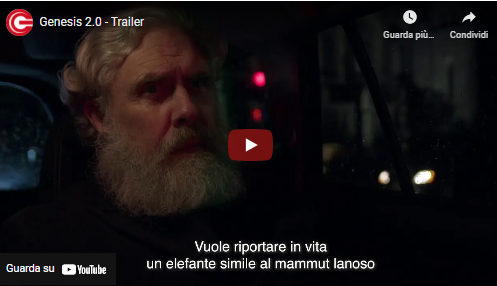 Genesis 2.0 - Trailer
Guarda più...
Condividi
Vuole riportare in vita
un elefante simile al mammut lanoso
Guarda su YouTube